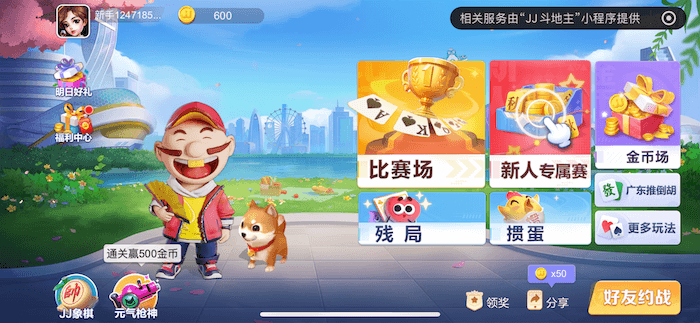 新手1247185...
600
相关服务由“JJ斗地主”小程序提供
明日好礼
福利中心
比赛场
新人专属赛
金币场
广东推倒胡
残局
掼蛋
更多玩法
通关赢500金币
JJ象棋
元气枪神
x50
领奖
分享
好友约战